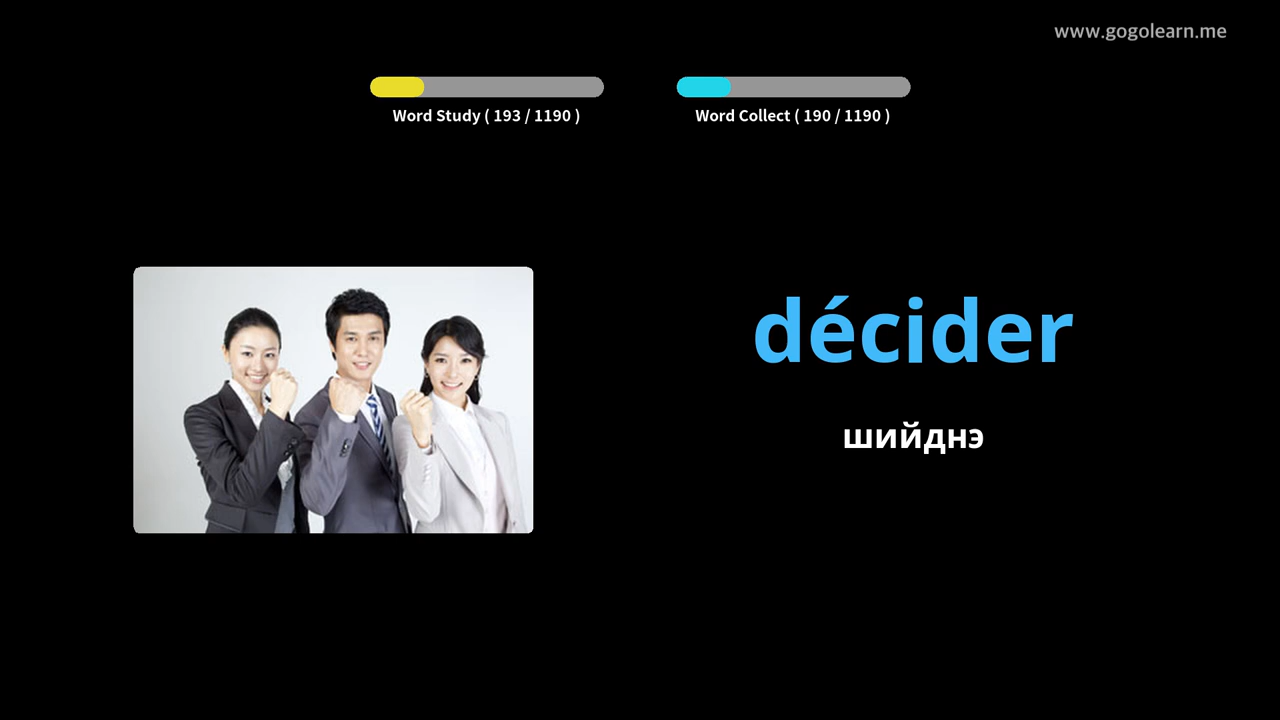 www.gogolearn.me
Word Study ( 193 / 1190 )
Word Collect ( 190 / 1190 )
décider
шийднэ